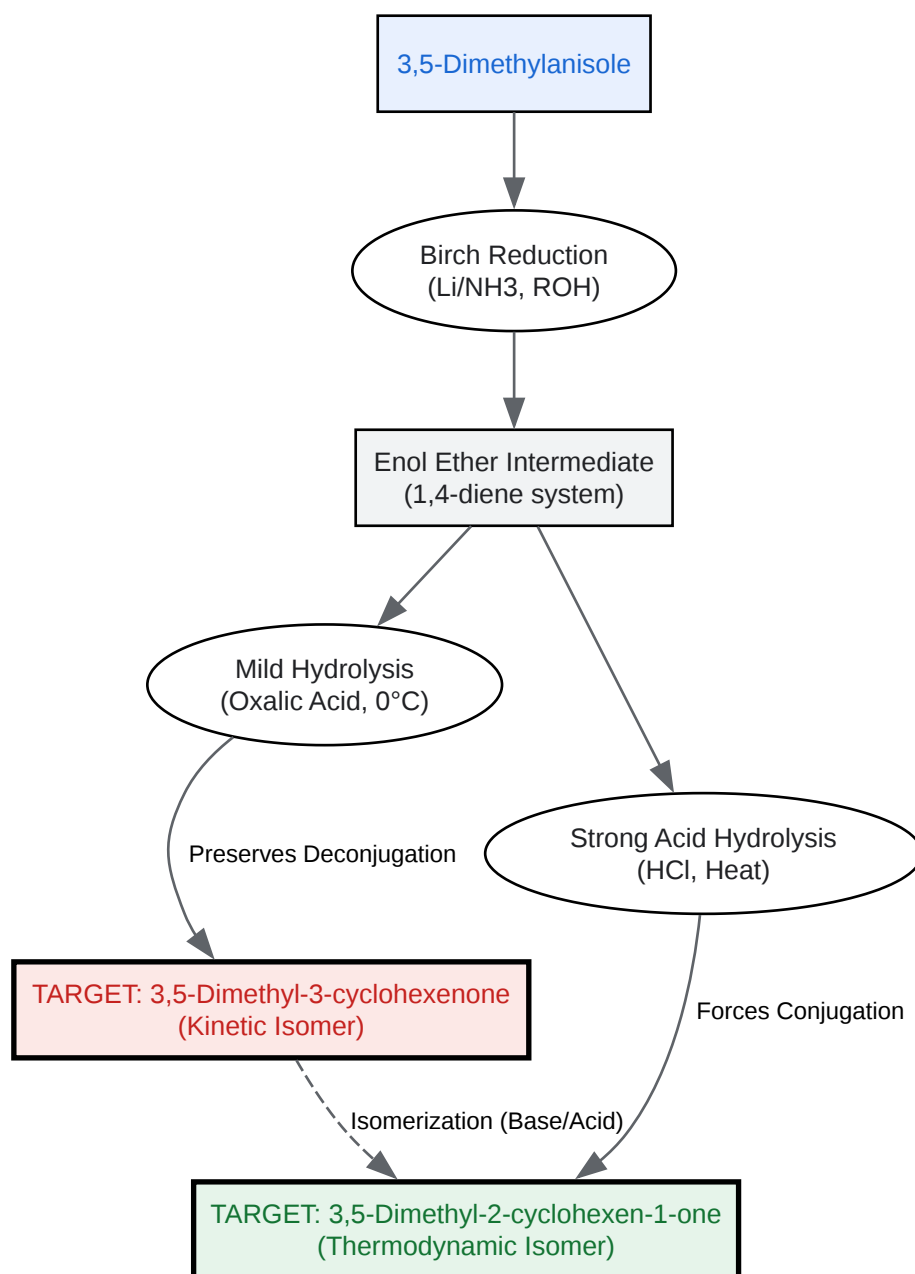 3,5-Dimethylanisole
Birch Reduction
(Li/NH3, ROH)
Enol Ether Intermediate
(1,4-diene system)
Mild Hydrolysis
(Oxalic Acid, 0°C)
Strong Acid Hydrolysis
(HCl, Heat)
Preserves Deconjugation
TARGET: 3,5-Dimethyl-3-cyclohexenone
(Kinetic Isomer)
Forces Conjugation
Isomerization (Base/Acid)
TARGET: 3,5-Dimethyl-2-cyclohexen-1-one
(Thermodynamic Isomer)